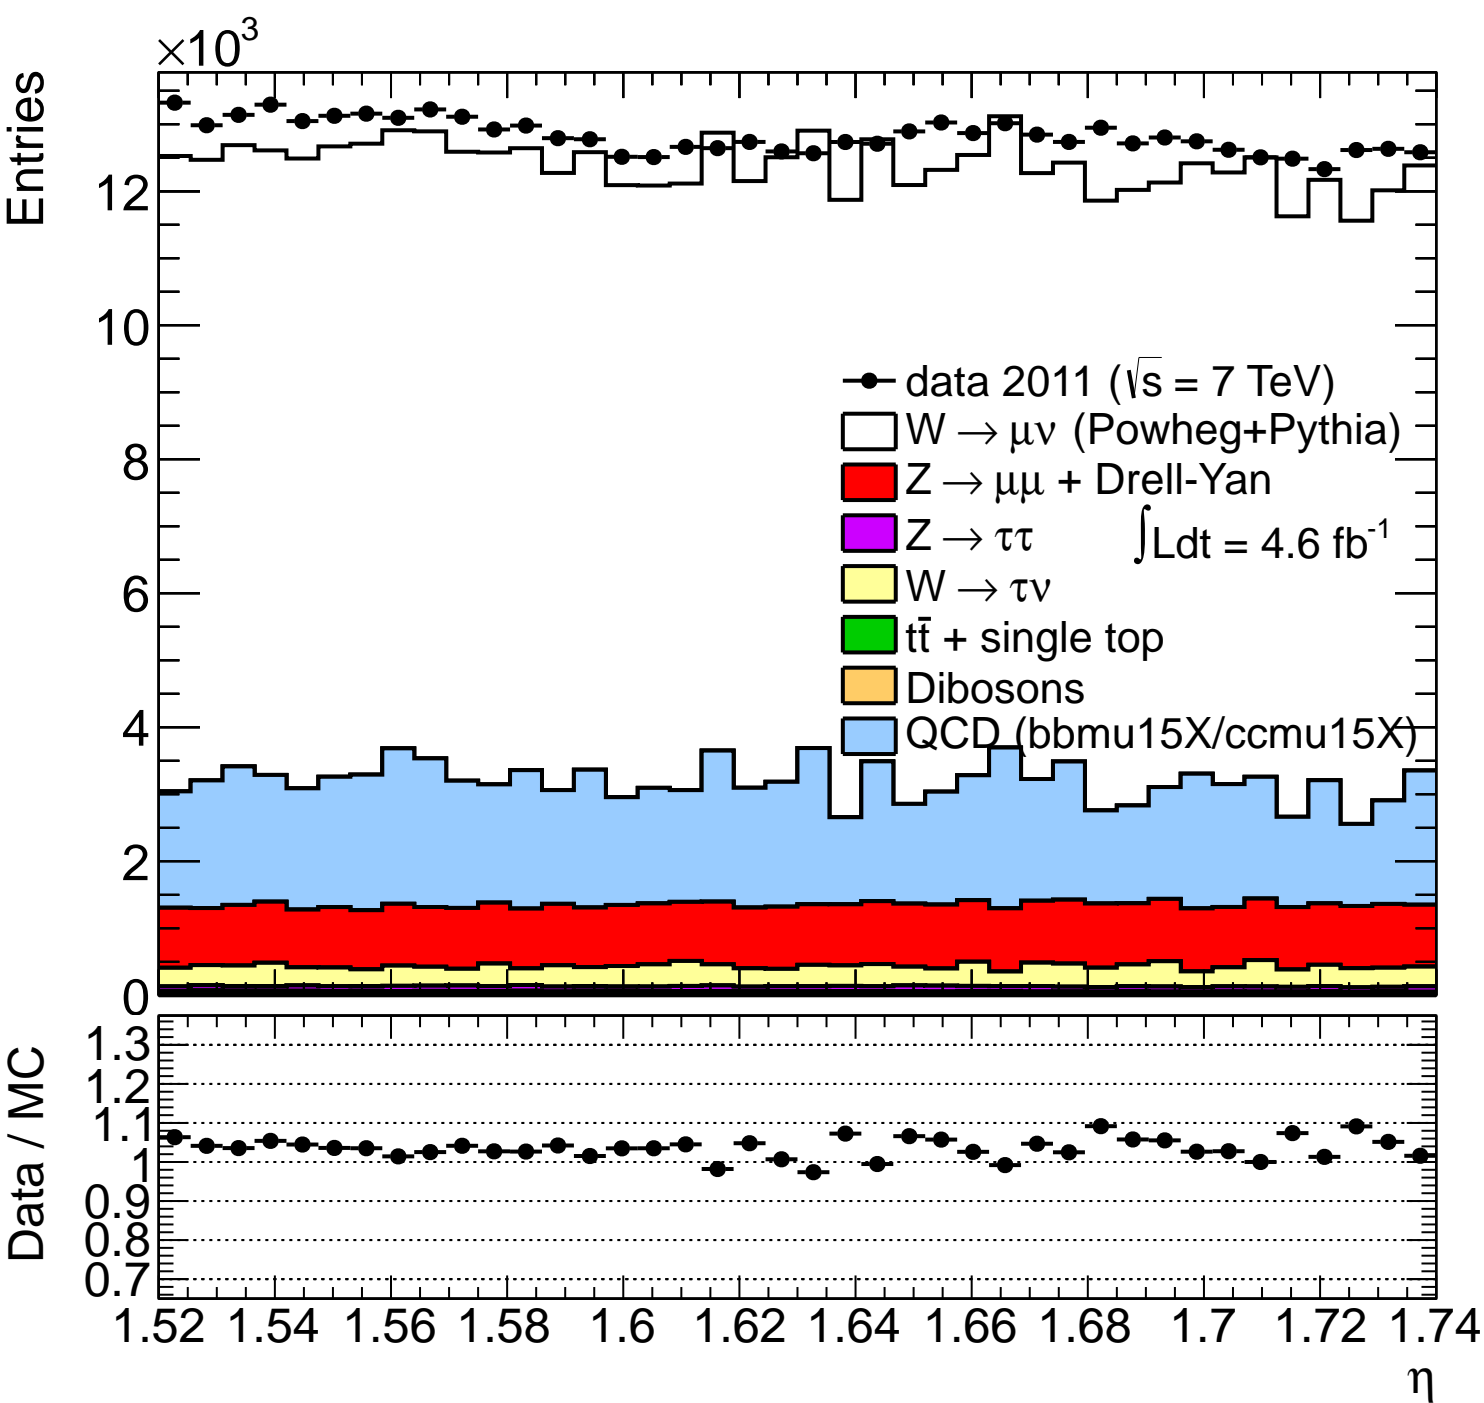 ×10³
Entries
12
10
8
6
4
2
0
data 2011 (√s = 7 TeV)
W → μν (Powheg+Pythia)
Z → μμ + Drell-Yan
Z → ττ
∫Ldt = 4.6 fb⁻¹
W → τν
tt̄ + single top
Dibosons
QCD (bbmu15X/ccmu15X)
Data / MC
1.3
1.2
1.1
1
0.9
0.8
0.7
1.52 1.54 1.56 1.58 1.6 1.62 1.64 1.66 1.68 1.7 1.72 1.74
η